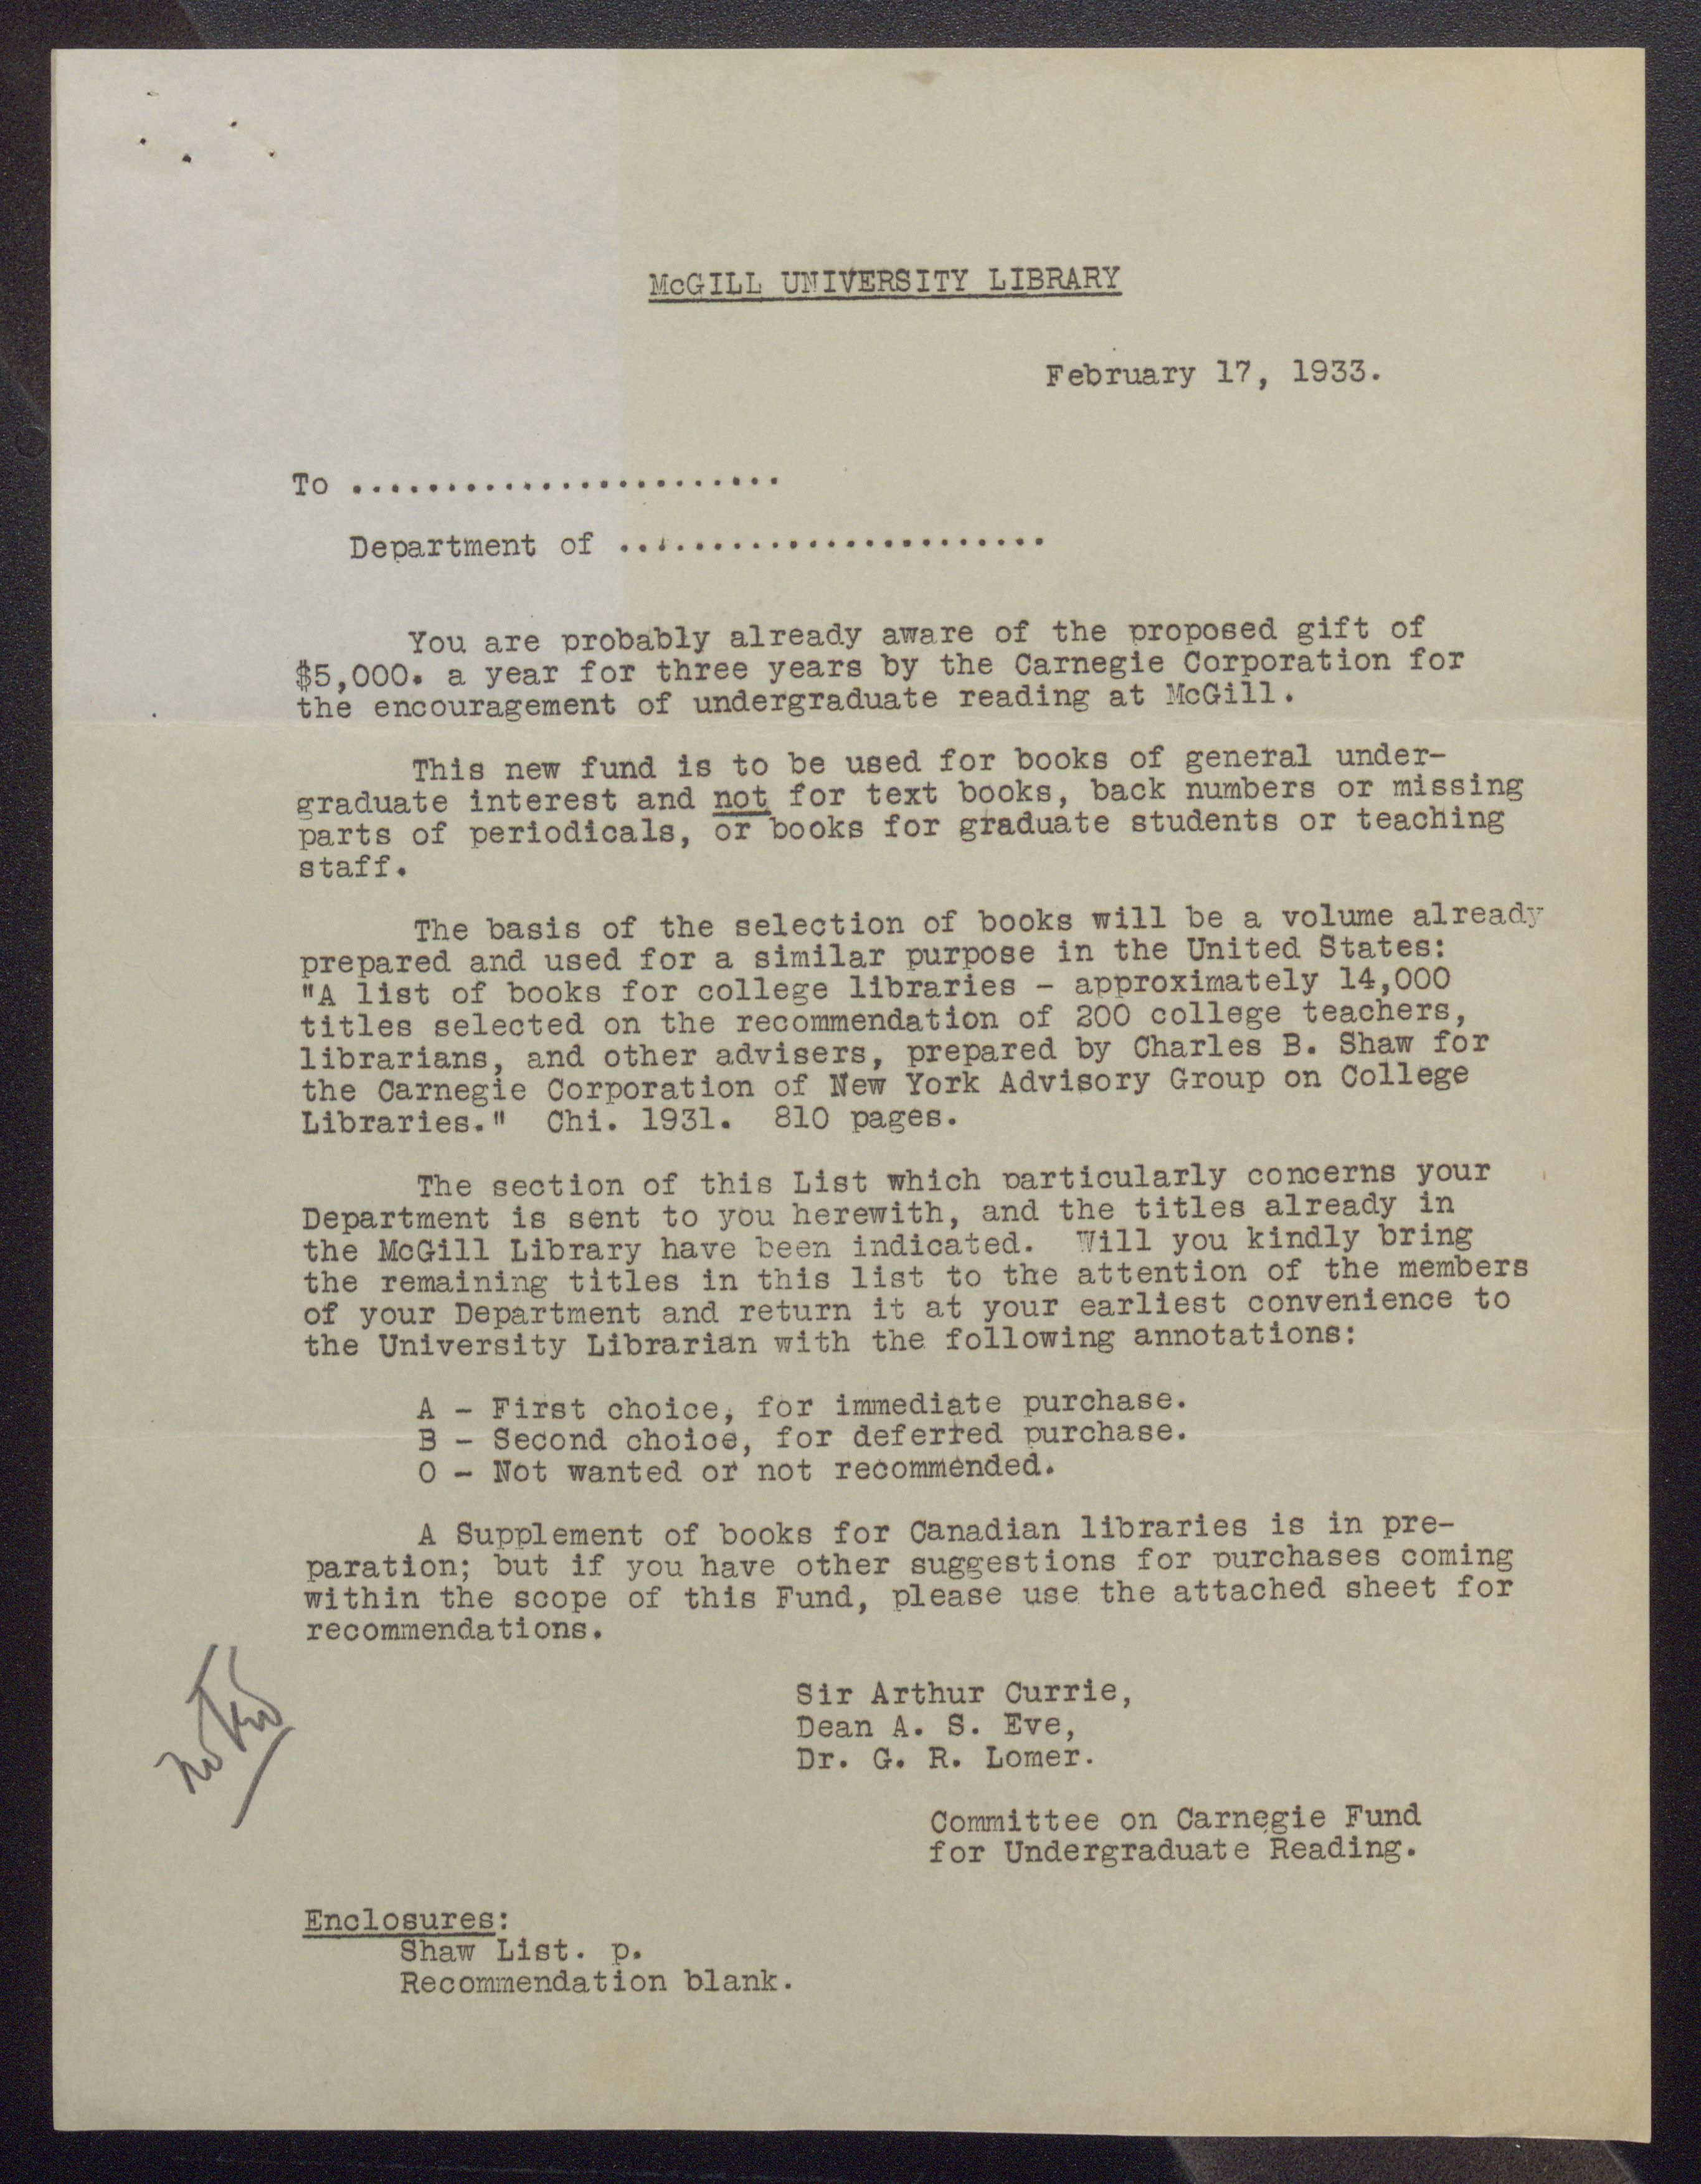 McGILL UNIVERSITY LIBRARY
February 17, 1933.
To .......................
Department of .......................
You are probably already aware of the proposed gift of
$5,000. a year for three years by the Carnegie Corporation for
the encouragement of undergraduate reading at McGill.
This new fund is to be used for books of general under-
graduate interest and not for text books, back numbers or missing
parts of periodicals, or books for graduate students or teaching
staff.
The basis of the selection of books will be a volume already
prepared and used for a similar purpose in the United States:
"A list of books for college libraries - approximately 14,000
titles selected on the recommendation of 200 college teachers,
librarians, and other advisers, prepared by Charles B. Shaw for
the Carnegie Corporation of New York Advisory Group on College
Libraries." Chi. 1931. 810 pages.
The section of this List which particularly concerns your
Department is sent to you herewith, and the titles already in
the McGill Library have been indicated. Will you kindly bring
the remaining titles in this list to the attention of the members
of your Department and return it at your earliest convenience to
the University Librarian with the following annotations:
A - First choice, for immediate purchase.
B - Second choice, for deferred purchase.
O - Not wanted or not recommended.
A Supplement of books for Canadian libraries is in pre-
paration; but if you have other suggestions for purchases coming
within the scope of this Fund, please use the attached sheet for
recommendations.
noted
Sir Arthur Currie,
Dean A. S. Eve,
Dr. G. R. Lomer.
Committee on Carnegie Fund
for Undergraduate Reading.
Enclosures:
Shaw List. p.
Recommendation blank.